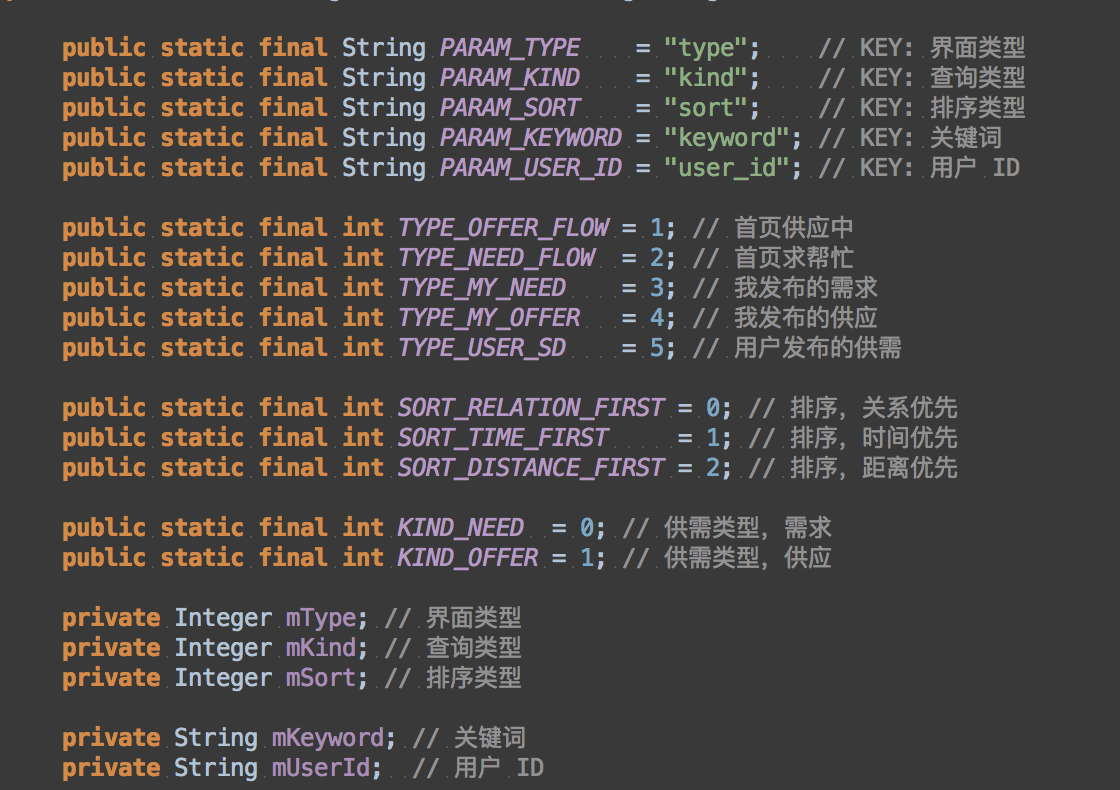 public static final String PARAM_TYPE    = "type";    // KEY: 界面类型
public static final String PARAM_KIND    = "kind";    // KEY: 查询类型
public static final String PARAM_SORT    = "sort";    // KEY: 排序类型
public static final String PARAM_KEYWORD = "keyword"; // KEY: 关键词
public static final String PARAM_USER_ID = "user_id"; // KEY: 用户 ID
public static final int TYPE_OFFER_FLOW = 1; // 首页供应中
public static final int TYPE_NEED_FLOW  = 2; // 首页求帮忙
public static final int TYPE_MY_NEED    = 3; // 我发布的需求
public static final int TYPE_MY_OFFER   = 4; // 我发布的供应
public static final int TYPE_USER_SD    = 5; // 用户发布的供需
public static final int SORT_RELATION_FIRST = 0; // 排序，关系优先
public static final int SORT_TIME_FIRST     = 1; // 排序，时间优先
public static final int SORT_DISTANCE_FIRST = 2; // 排序，距离优先
public static final int KIND_NEED  = 0; // 供需类型，需求
public static final int KIND_OFFER = 1; // 供需类型，供应
private Integer mType; // 界面类型
private Integer mKind; // 查询类型
private Integer mSort; // 排序类型
private String mKeyword; // 关键词
private String mUserId;  // 用户 ID